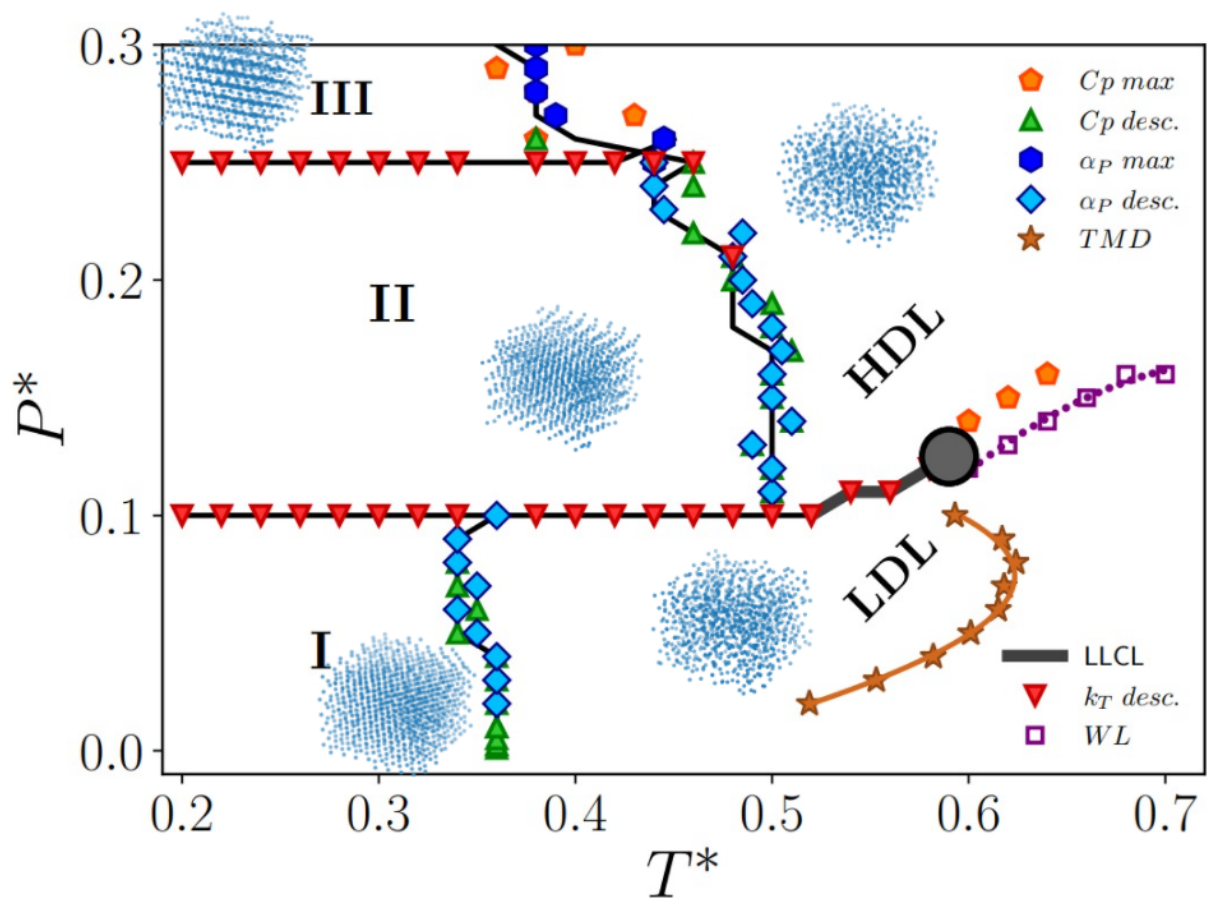 0.3
0.2
0.1
0.0
P*
III
II
I
HDL
LDL
Cp max
Cp desc.
αP max
αP desc.
TMD
LLCL
kT desc.
WL
0.2 0.3 0.4 0.5 0.6 0.7
T*